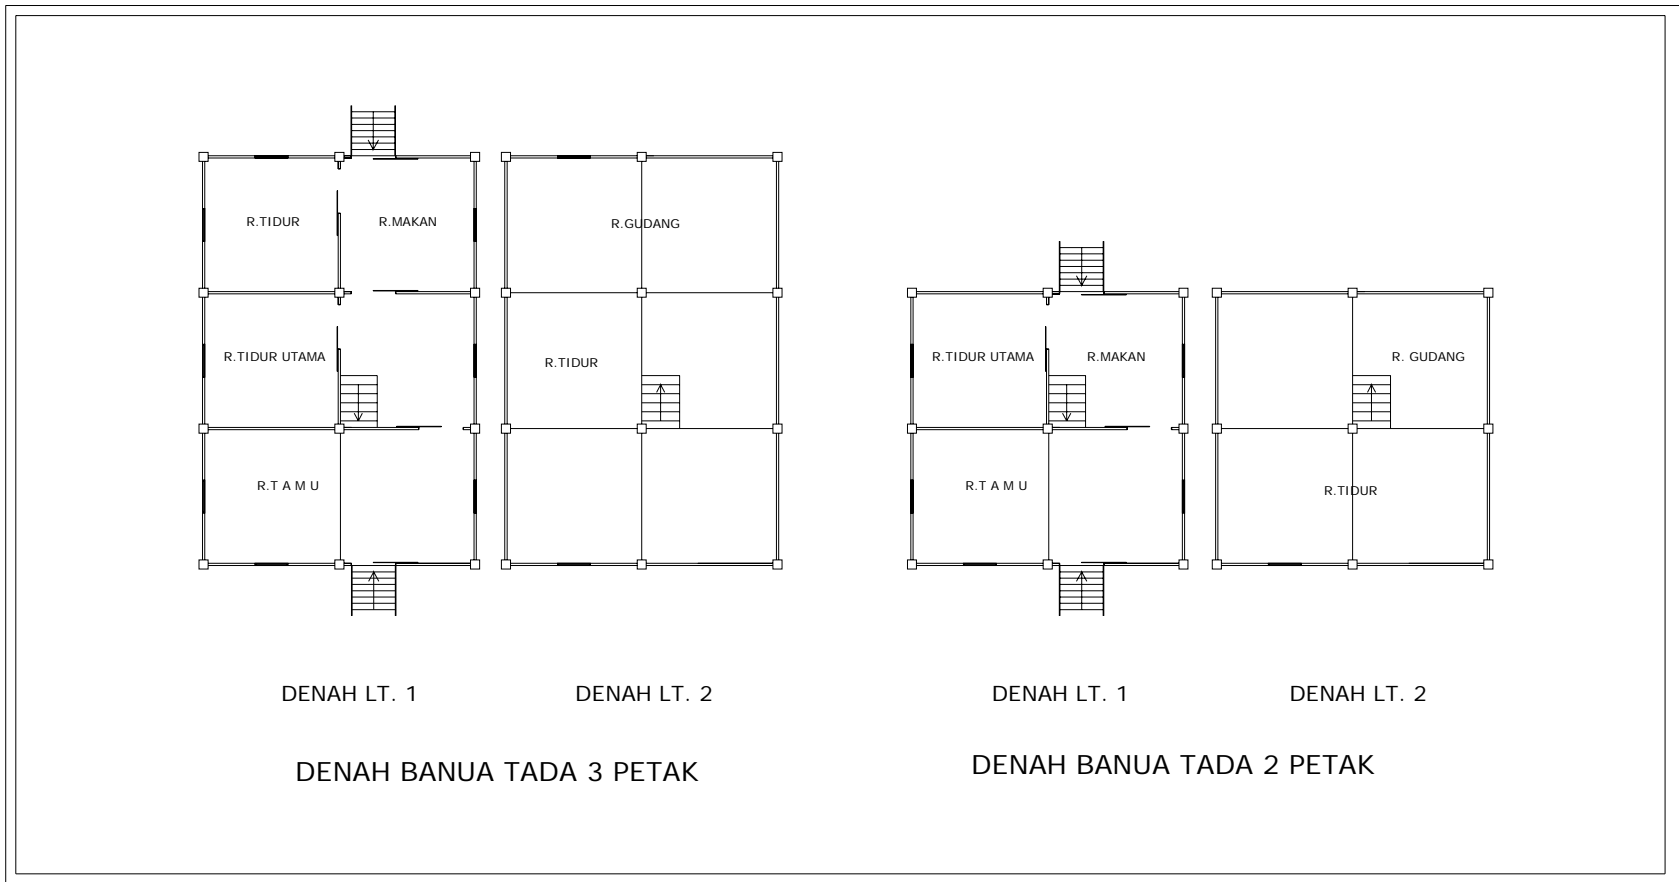 R.TIDUR
R.MAKAN
R.TIDUR UTAMA
R.T A M U
R.GUDANG
R.TIDUR
DENAH LT. 1
DENAH LT. 2
DENAH BANUA TADA 3 PETAK
R.TIDUR UTAMA
R.MAKAN
R.T A M U
R. GUDANG
R.TIDUR
DENAH LT. 1
DENAH LT. 2
DENAH BANUA TADA 2 PETAK